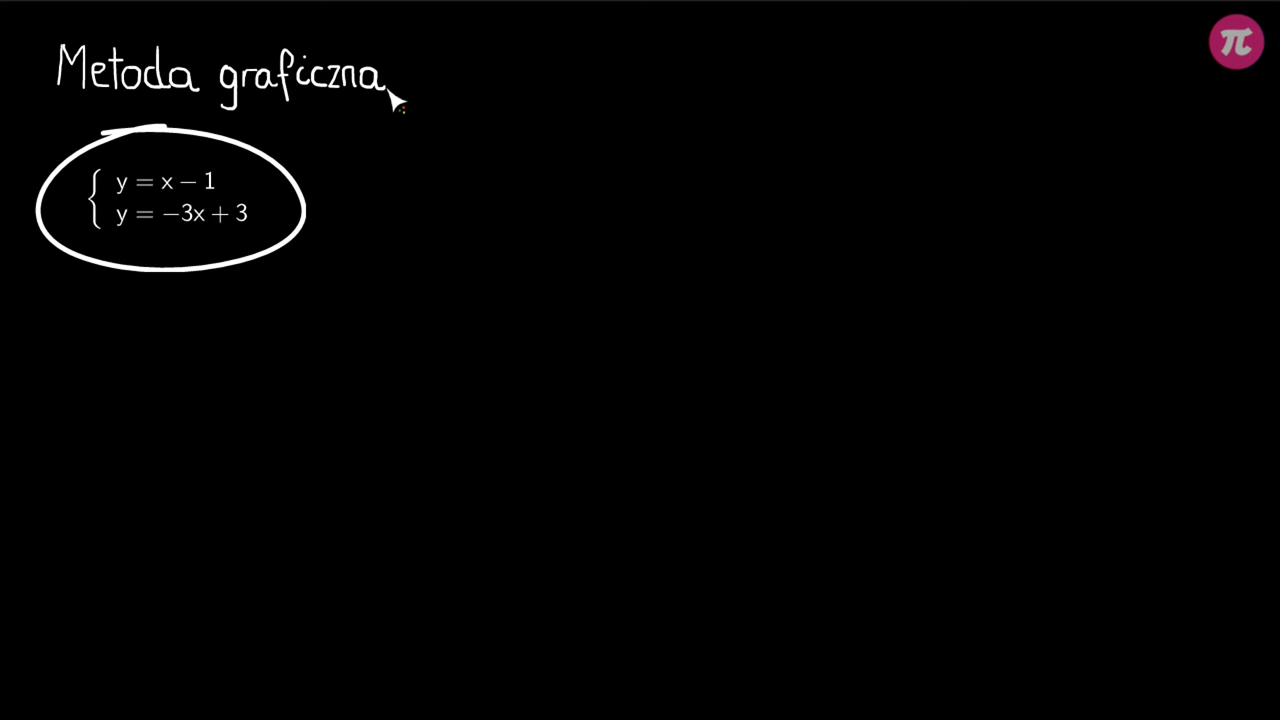 Metoda graficzna
y = x − 1
y = −3x + 3
π